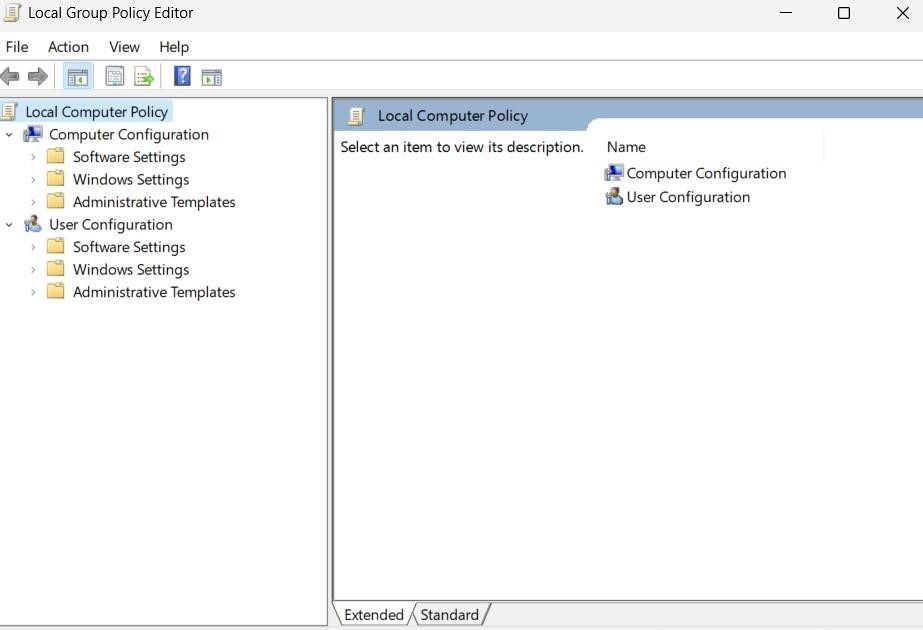 Local Group Policy Editor
File Action View Help
Local Computer Policy
Computer Configuration
Software Settings
Windows Settings
Administrative Templates
User Configuration
Software Settings
Windows Settings
Administrative Templates
Local Computer Policy
Select an item to view its description.
Name
Computer Configuration
User Configuration
Extended
Standard